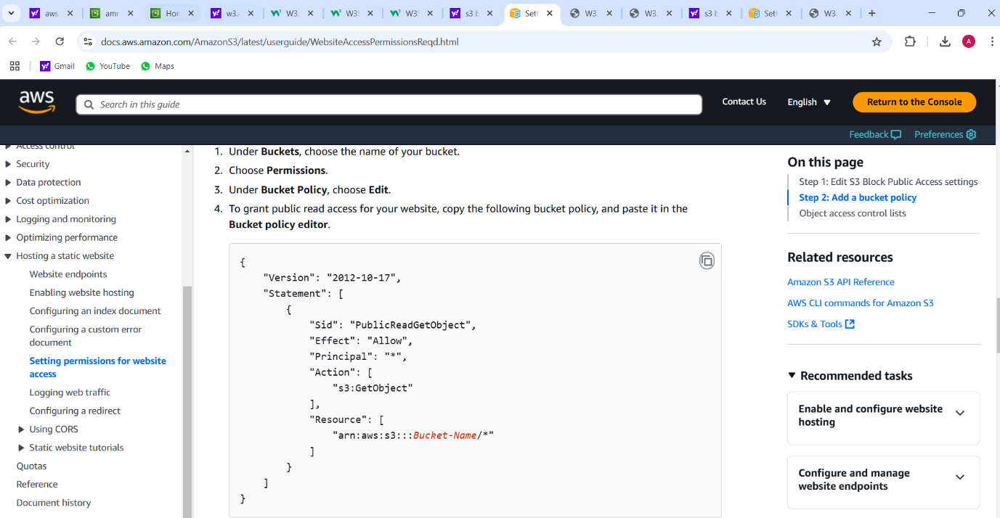 aws
amr
Hor
w3.
W3.
W3:
W3:
s3 b
Sett
W3.
W3.
s3 b
Sett
W3.
docs.aws.amazon.com/AmazonS3/latest/userguide/WebsiteAccessPermissionsReqd.html
A
Gmail
YouTube
Maps
aws
Search in this guide
Contact Us
English
Return to the Console
Feedback
Preferences
Access control
Security
Data protection
Cost optimization
Logging and monitoring
Optimizing performance
Hosting a static website
Website endpoints
Enabling website hosting
Configuring an index document
Configuring a custom error
document
Setting permissions for website
access
Logging web traffic
Configuring a redirect
Using CORS
Static website tutorials
Quotas
Reference
Document history
1. Under Buckets, choose the name of your bucket.
2. Choose Permissions.
3. Under Bucket Policy, choose Edit.
4. To grant public read access for your website, copy the following bucket policy, and paste it in the
Bucket policy editor.
{
"Version": "2012-10-17",
"Statement": [
{
"Sid": "PublicReadGetObject",
"Effect": "Allow",
"Principal": "*",
"Action": [
"s3:GetObject"
],
"Resource": [
"arn:aws:s3:::Bucket-Name/*"
]
}
]
}
On this page
Step 1: Edit S3 Block Public Access settings
Step 2: Add a bucket policy
Object access control lists
Related resources
Amazon S3 API Reference
AWS CLI commands for Amazon S3
SDKs & Tools
Recommended tasks
Enable and configure website
hosting
Configure and manage
website endpoints